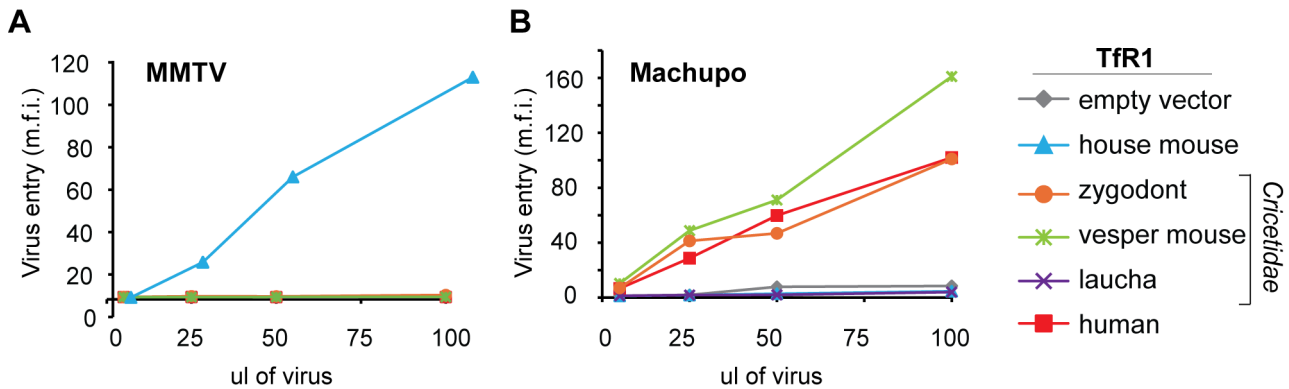 A
MMTV
120
100
80
60
40
20
0
Virus entry (m.f.i.)
0 25 50 75 100
ul of virus
B
Machupo
160
120
80
40
0
Virus entry (m.f.i.)
0 25 50 75 100
ul of virus
TfR1
empty vector
house mouse
zygodont
vesper mouse
laucha
human
Cricetidae